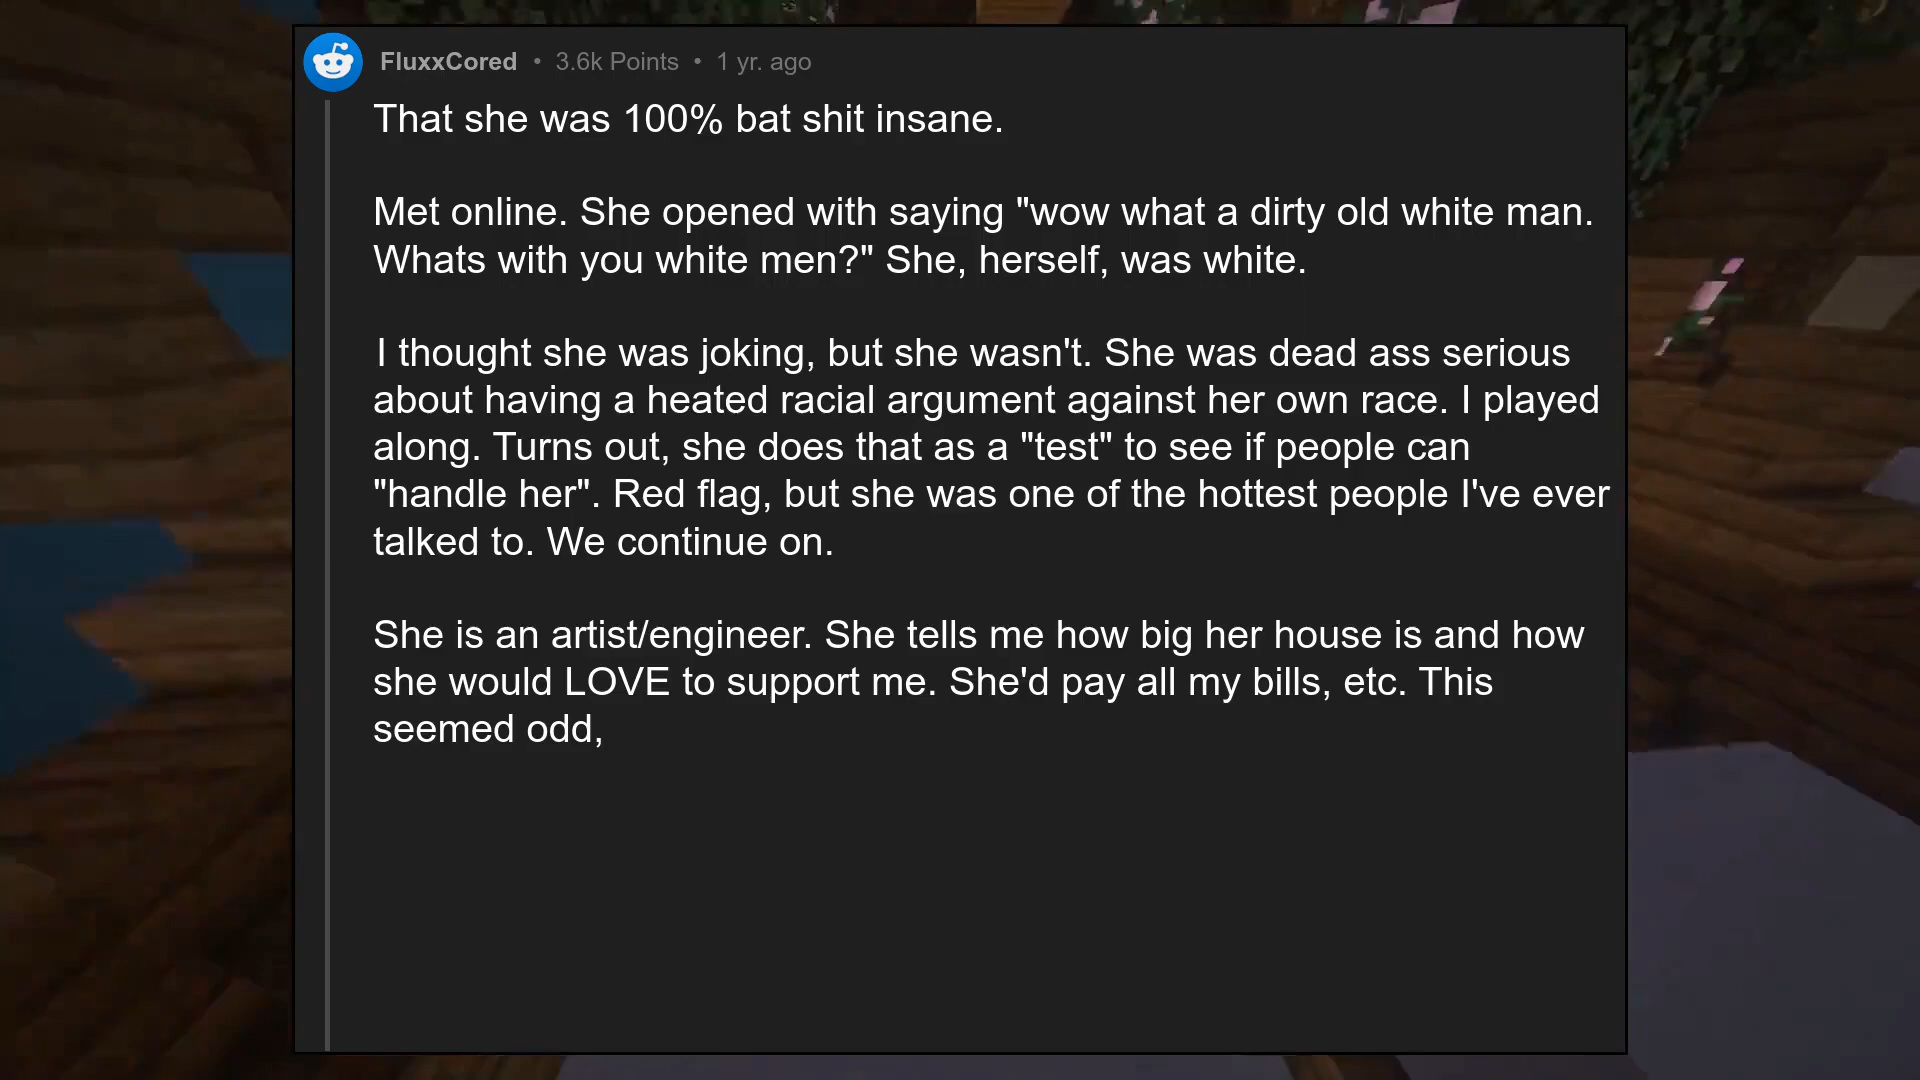 FluxxCored • 3.6k Points • 1 yr. ago
That she was 100% bat shit insane.
Met online. She opened with saying "wow what a dirty old white man.
Whats with you white men?" She, herself, was white.
I thought she was joking, but she wasn't. She was dead ass serious
about having a heated racial argument against her own race. I played
along. Turns out, she does that as a "test" to see if people can
"handle her". Red flag, but she was one of the hottest people I've ever
talked to. We continue on.
She is an artist/engineer. She tells me how big her house is and how
she would LOVE to support me. She'd pay all my bills, etc. This
seemed odd,